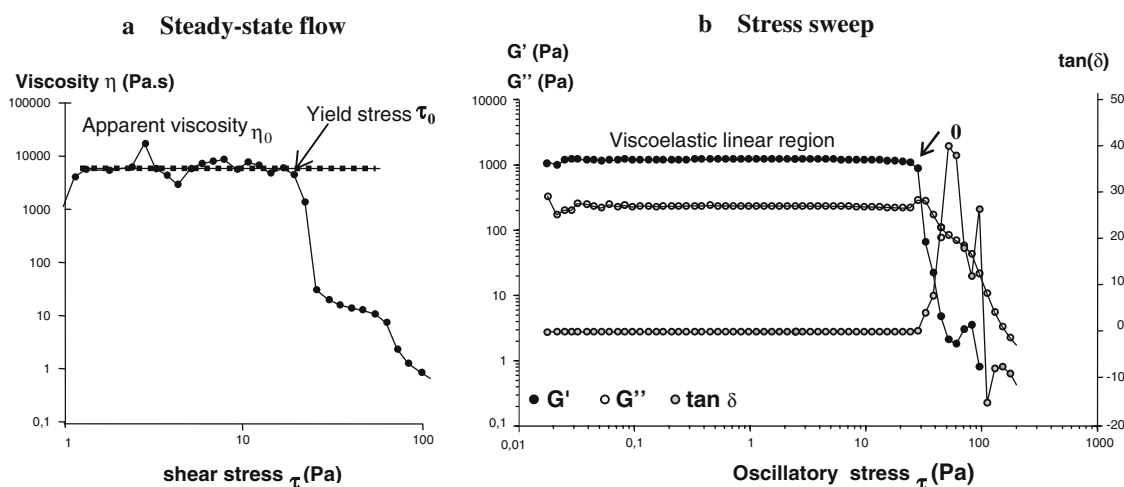 a Steady-state flow
Viscosity η (Pa.s)
100000
10000
1000
100
10
1
0,1
Apparent viscosity η0
Yield stress τ0
1
10
100
shear stress τ (Pa)
b Stress sweep
G' (Pa)
G'' (Pa)
tan(δ)
10000
1000
100
10
1
0,1
Viscoelastic linear region
0
50
40
30
20
10
0
-10
-20
G' G'' tan δ
0,01
0,1
1
10
100
1000
Oscillatory stress τ (Pa)